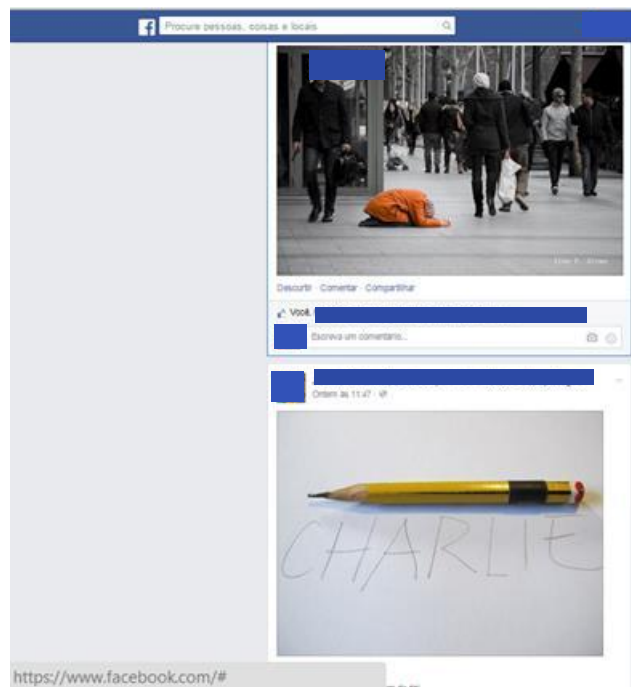 f Procure pessoas, coisas e locais
Descurtir · Comentar · Compartilhar
Você,
Escreva um comentário...
Ontem às 11:47 ·
CHARLIE
https://www.facebook.com/#